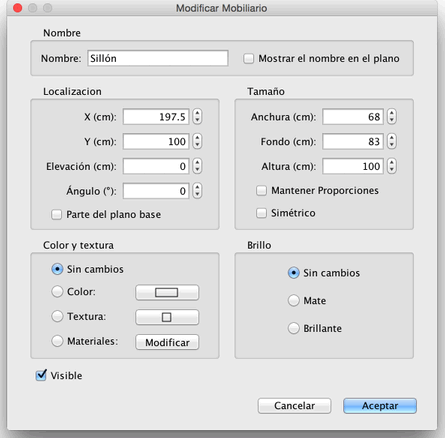 Modificar Mobiliario
Nombre
Nombre: Sillón Mostrar el nombre en el plano
Localizacion
X (cm): 197.5
Y (cm): 100
Elevación (cm): 0
Ángulo (°): 0
Parte del plano base
Tamaño
Anchura (cm): 68
Fondo (cm): 83
Altura (cm): 100
Mantener Proporciones
Simétrico
Color y textura
Sin cambios
Color:
Textura:
Materiales: Modificar
Brillo
Sin cambios
Mate
Brillante
Visible
Cancelar Aceptar